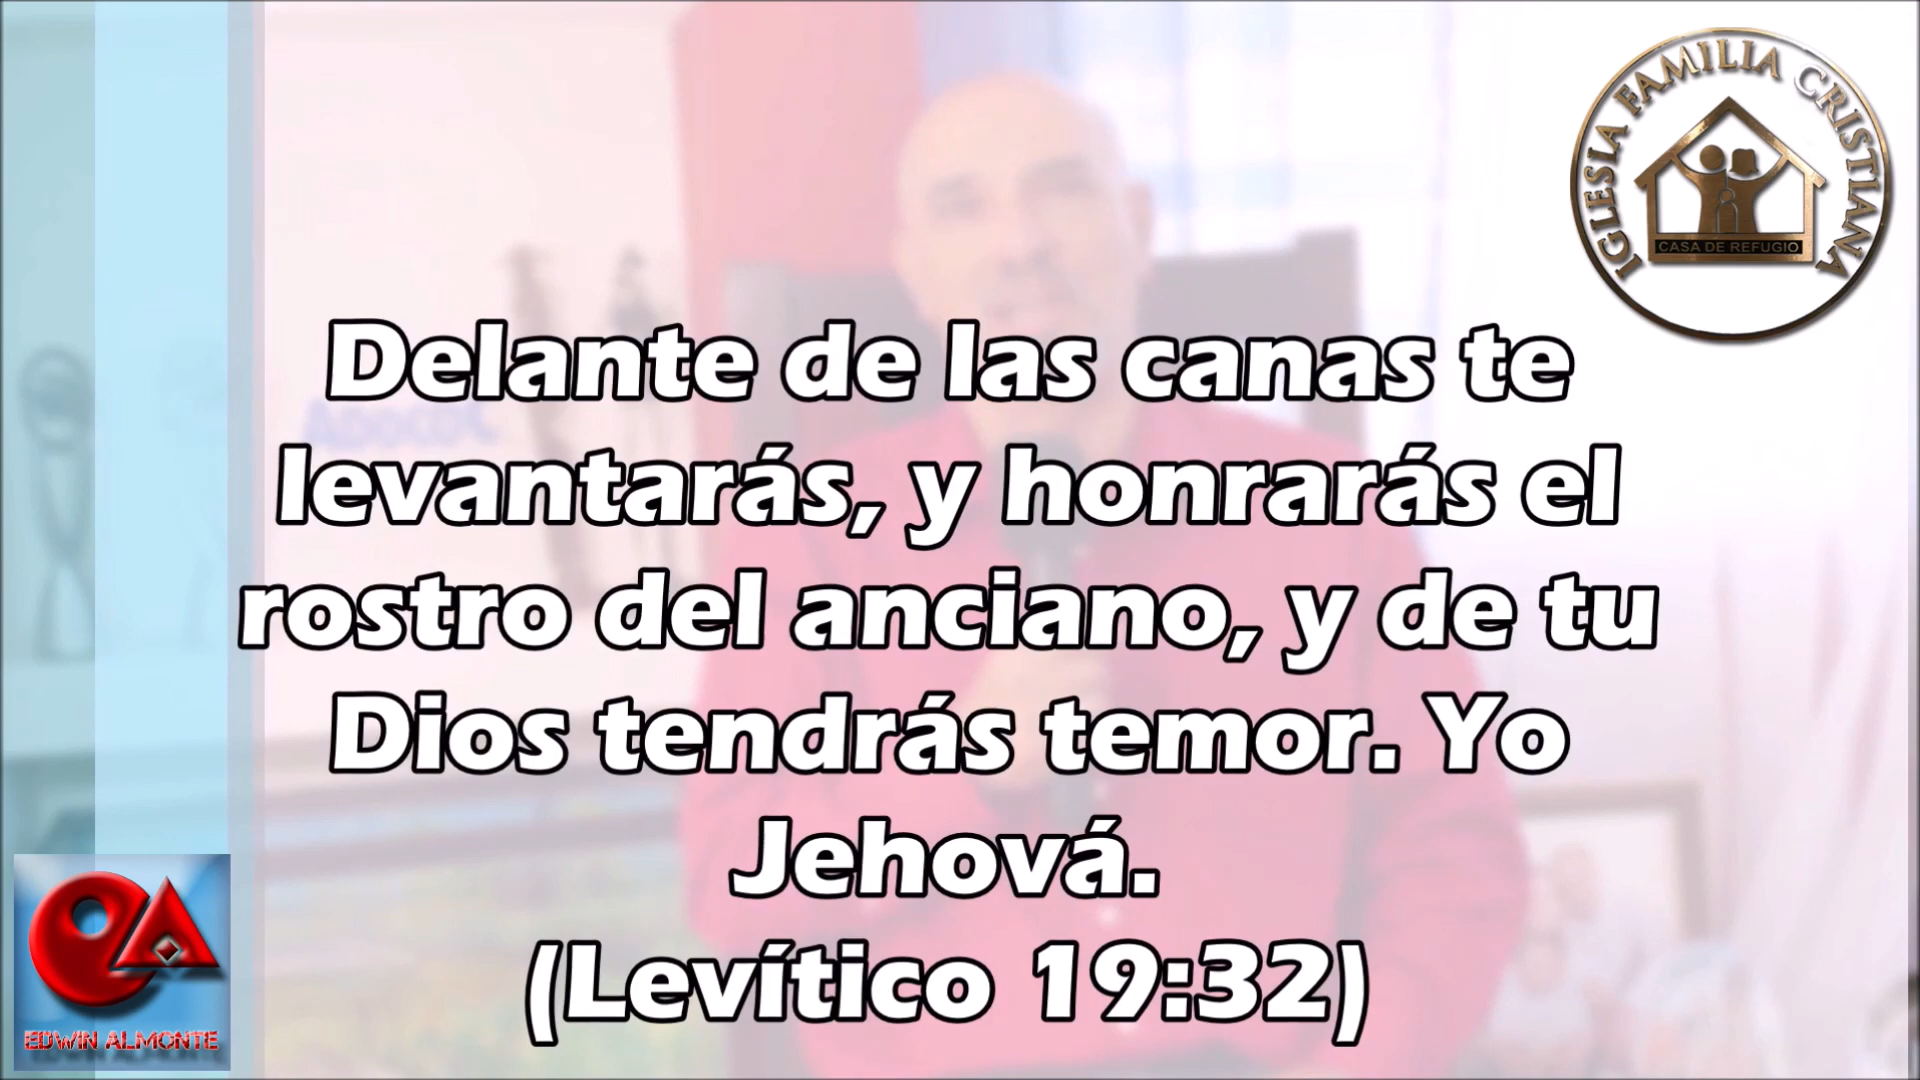 IGLESIA FAMILIA CRISTIANA
CASA DE REFUGIO
Delante de las canas te
levantarás, y honrarás el
rostro del anciano, y de tu
Dios tendrás temor. Yo
Jehová.
(Levítico 19:32)
EDWIN ALMONTE